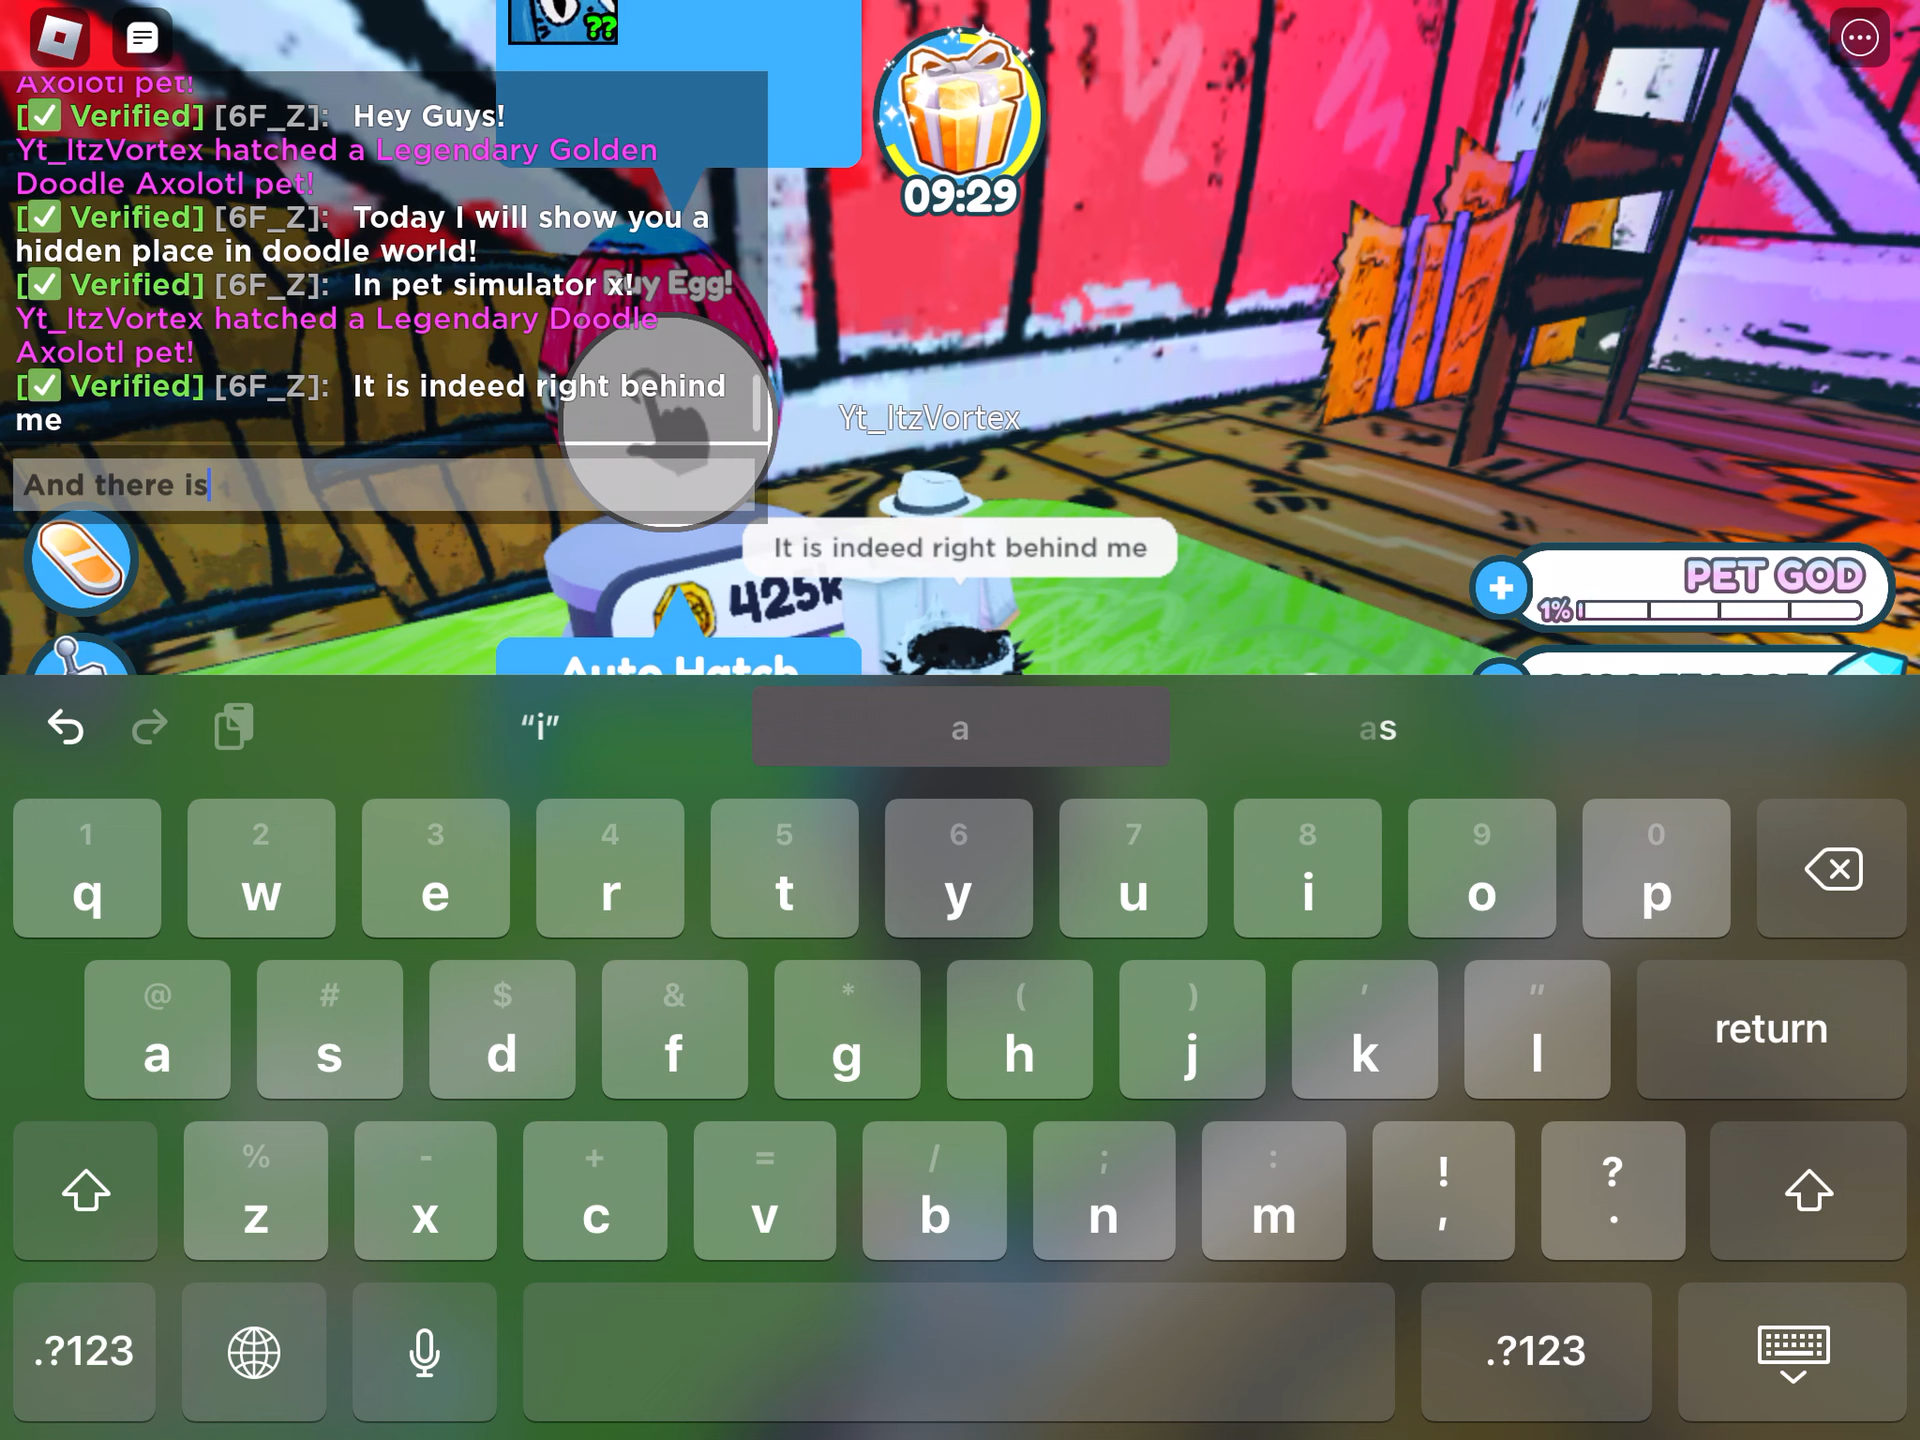 ??
Axolotl pet!
[✅ Verified] [6F_Z]: Hey Guys!
Yt_ItzVortex hatched a Legendary Golden
Doodle Axolotl pet!
[✅ Verified] [6F_Z]: Today I will show you a
hidden place in doodle world!
[✅ Verified] [6F_Z]: In pet simulator x!
Yt_ItzVortex hatched a Legendary Doodle
Axolotl pet!
[✅ Verified] [6F_Z]: It is indeed right behind
me
And there is
09:29
Buy Egg!
Yt_ItzVortex
It is indeed right behind me
425k
Auto Hatch
PET GOD
1%
“i” a as
1 2 3 4 5 6 7 8 9 0
q w e r t y u i o p
@ # $ & * ( ) ' "
a s d f g h j k l return
% - + = / ; : ! ?
z x c v b n m , .
.?123 .?123